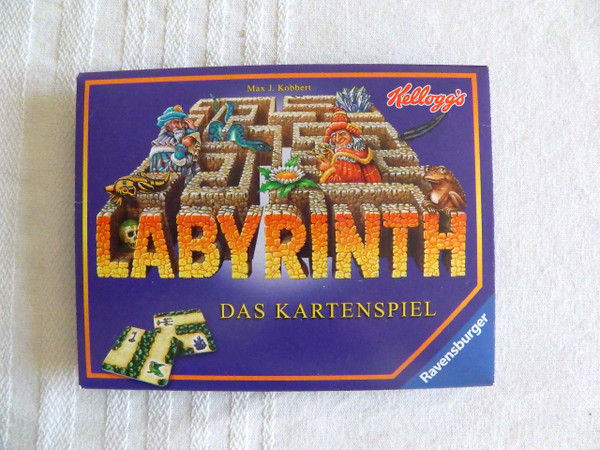 Max J. Kobbert
Kellogg's
LABYRINTH
DAS KARTENSPIEL
Ravensburger